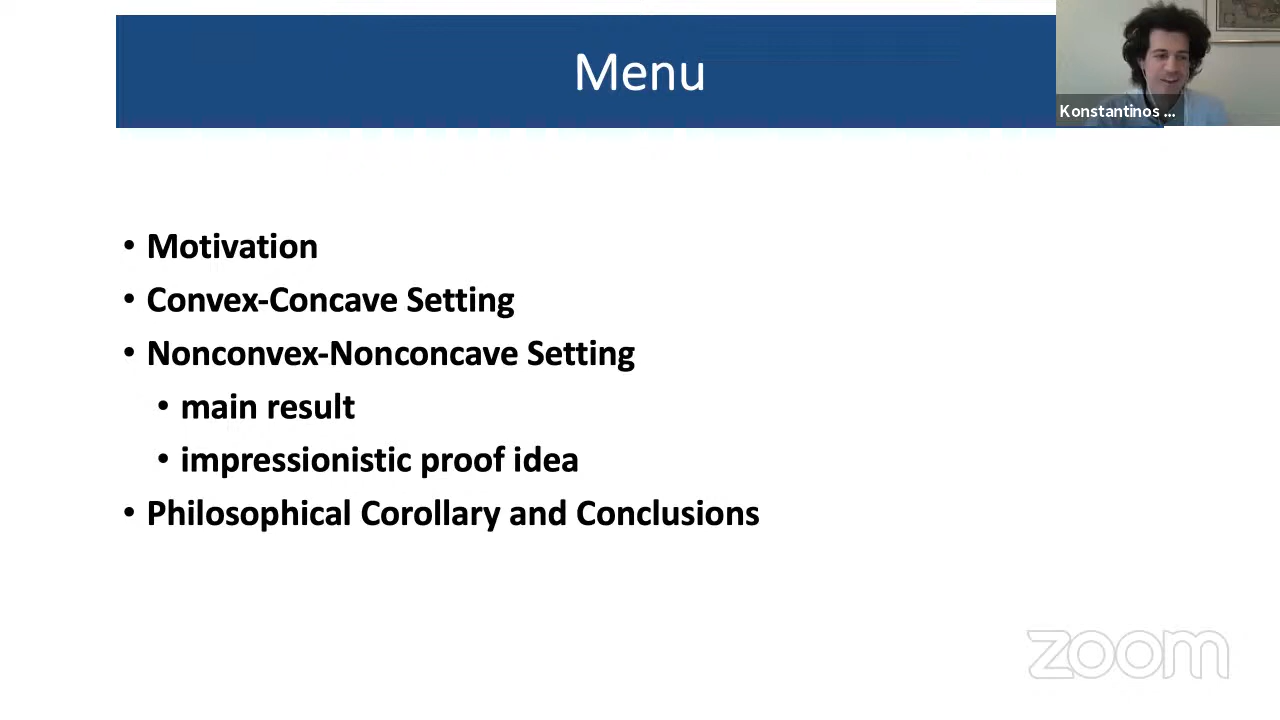 Menu
Konstantinos ...
• Motivation
• Convex-Concave Setting
• Nonconvex-Nonconcave Setting
• main result
• impressionistic proof idea
• Philosophical Corollary and Conclusions
zoom